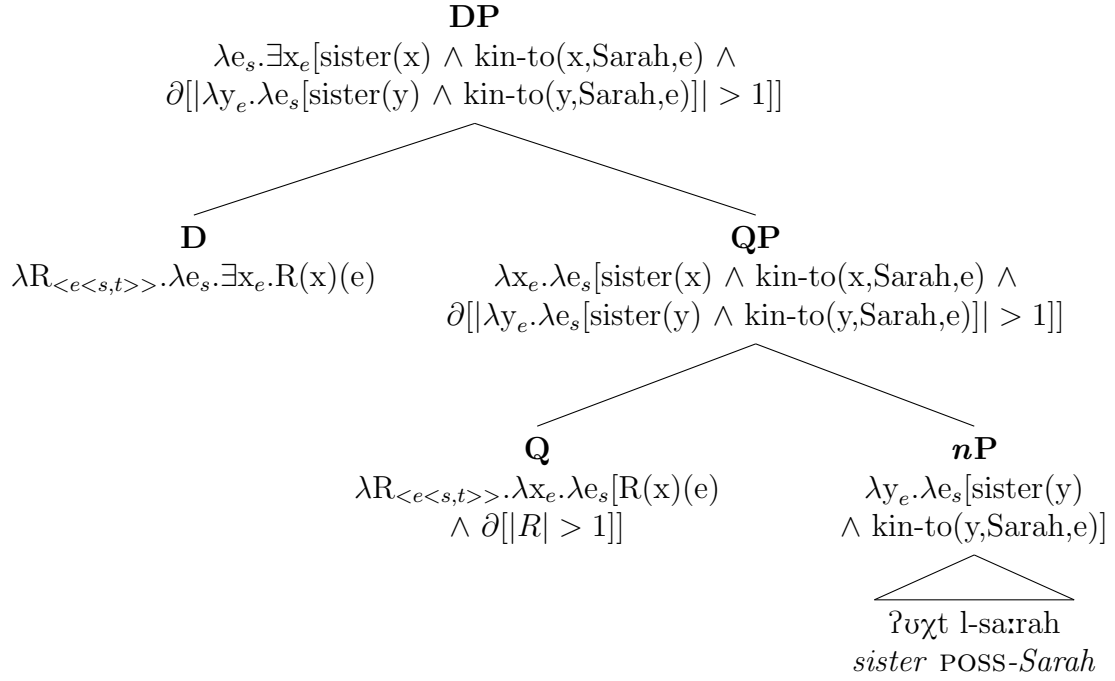 DP
λe_s.∃x_e[sister(x) ∧ kin-to(x,Sarah,e) ∧
∂[|λy_e.λe_s[sister(y) ∧ kin-to(y,Sarah,e)]| > 1]]
D
λR_{<e<s,t>>}.λe_s.∃x_e.R(x)(e)
QP
λx_e.λe_s[sister(x) ∧ kin-to(x,Sarah,e) ∧
∂[|λy_e.λe_s[sister(y) ∧ kin-to(y,Sarah,e)]| > 1]]
Q
λR_{<e<s,t>>}.λx_e.λe_s[R(x)(e)
∧ ∂[|R| > 1]]
nP
λy_e.λe_s[sister(y)
∧ kin-to(y,Sarah,e)]
ʔʊχt l-saːrah
sister POSS-Sarah